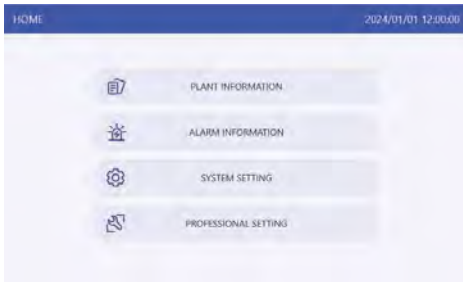 HOME 2024/01/01 12:00:00
PLANT INFORMATION
ALARM INFORMATION
SYSTEM SETTING
PROFESSIONAL SETTING